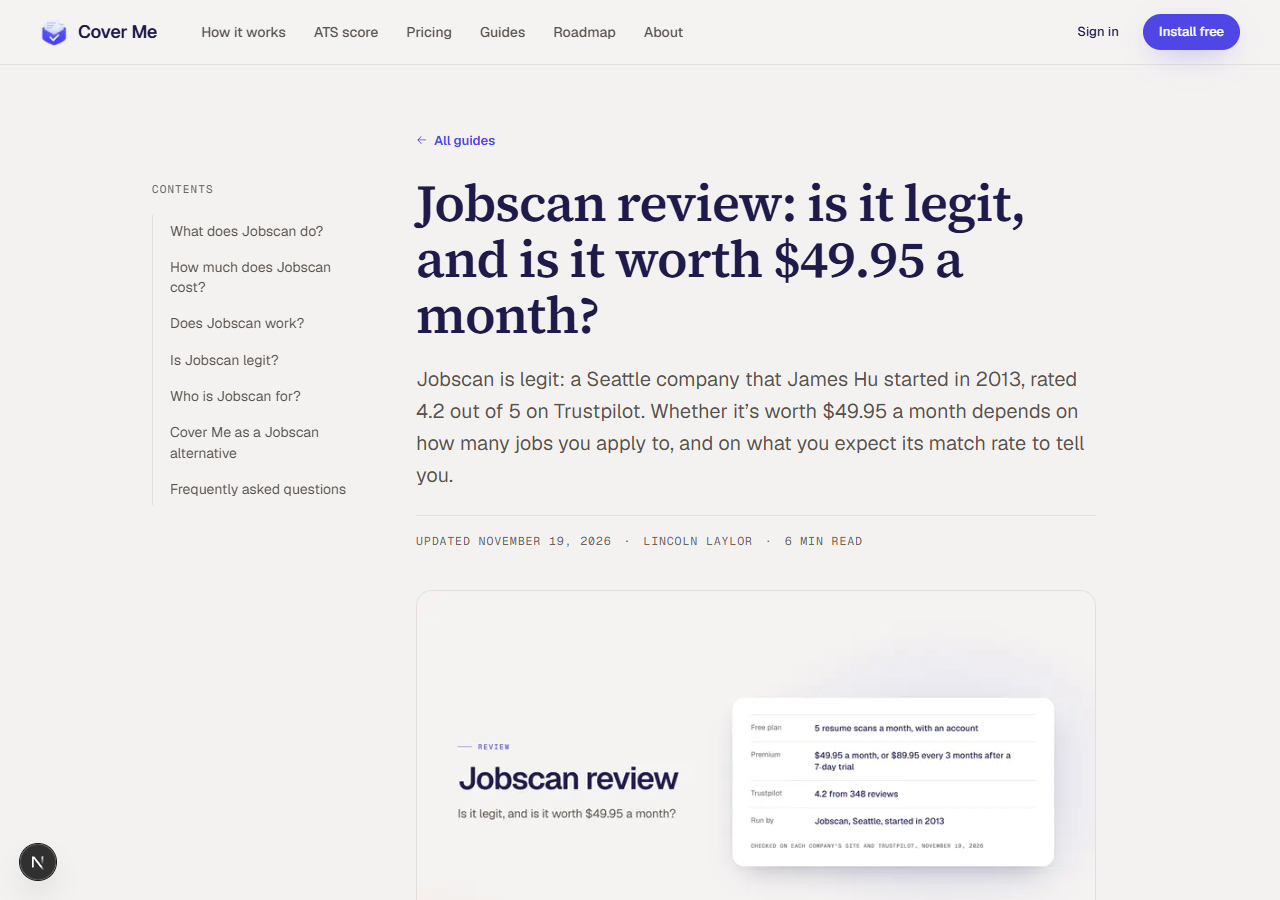 Cover Me
How it works
ATS score
Pricing
Guides
Roadmap
About
Sign in
Install free
← All guides
CONTENTS
What does Jobscan do?
How much does Jobscan
cost?
Does Jobscan work?
Is Jobscan legit?
Who is Jobscan for?
Cover Me as a Jobscan
alternative
Frequently asked questions
Jobscan review: is it legit,
and is it worth $49.95 a
month?
Jobscan is legit: a Seattle company that James Hu started in 2013, rated
4.2 out of 5 on Trustpilot. Whether it’s worth $49.95 a month depends on
how many jobs you apply to, and on what you expect its match rate to tell
you.
UPDATED NOVEMBER 19, 2026 · LINCOLN LAYLOR · 6 MIN READ
REVIEW
Jobscan review
Is it legit, and is it worth $49.95 a month?
Free plan 5 resume scans a month, with an account
Premium $49.95 a month, or $89.95 every 3 months after a
7-day trial
Trustpilot 4.2 from 348 reviews
Run by Jobscan, Seattle, started in 2013
CHECKED ON EACH COMPANY'S SITE AND TRUSTPILOT, NOVEMBER 19, 2026
N